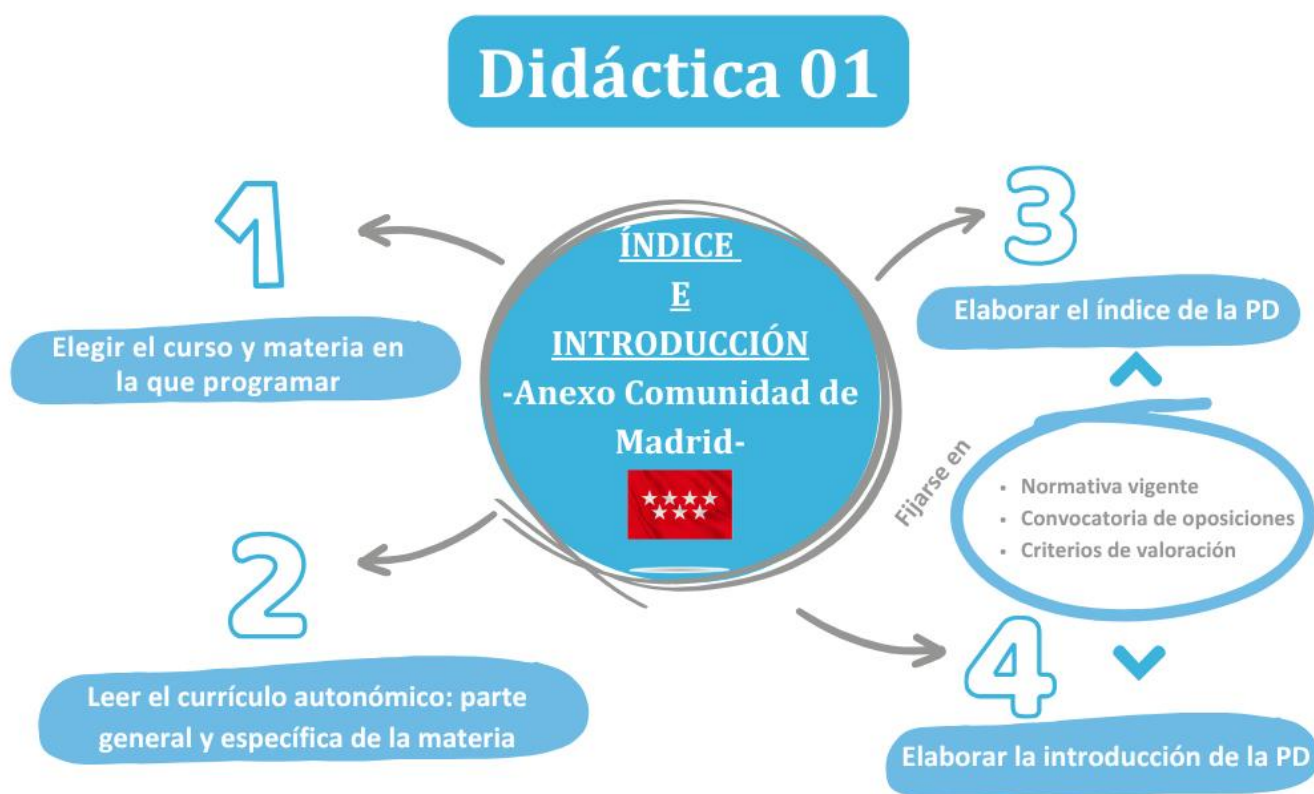 Didáctica 01
1
Elegir el curso y materia en
la que programar
2
Leer el currículo autonómico: parte
general y específica de la materia
ÍNDICE
E
INTRODUCCIÓN
-Anexo Comunidad de
Madrid-
3
Elaborar el índice de la PD
Fijarse en
• Normativa vigente
• Convocatoria de oposiciones
• Criterios de valoración
4
Elaborar la introducción de la PD